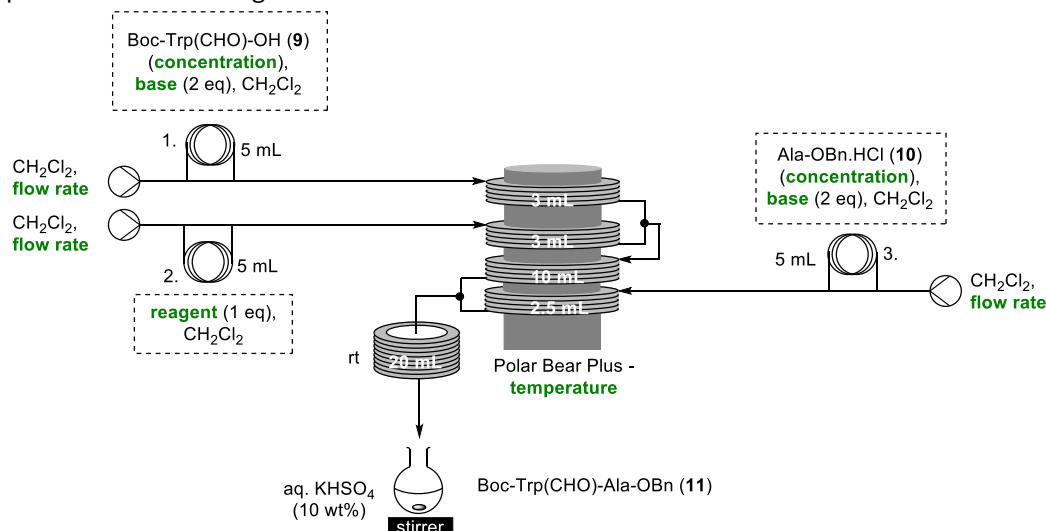 Boc-Trp(CHO)-OH (9)
(concentration),
base (2 eq), CH2Cl2
1.
5 mL
CH2Cl2,
flow rate
CH2Cl2,
flow rate
2.
5 mL
reagent (1 eq),
CH2Cl2
3 mL
3 mL
10 mL
2.5 mL
Ala-OBn.HCl (10)
(concentration),
base (2 eq), CH2Cl2
5 mL
3.
CH2Cl2,
flow rate
rt
20 mL
Polar Bear Plus -
temperature
aq. KHSO4
(10 wt%)
stirrer
Boc-Trp(CHO)-Ala-OBn (11)